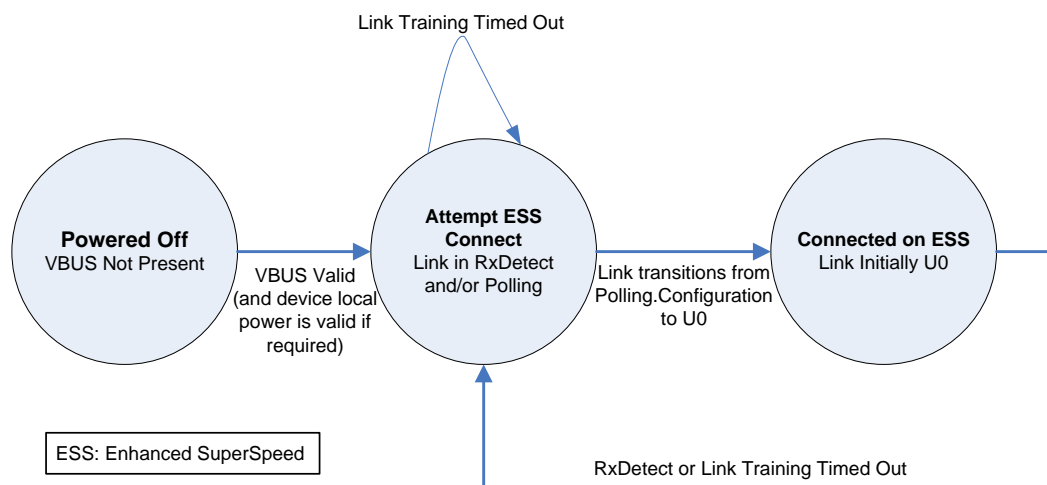 Link Training Timed Out
Powered Off
VBUS Not Present
VBUS Valid
(and device local
power is valid if
required)
Attempt ESS
Connect
Link in RxDetect
and/or Polling
Link transitions from
Polling.Configuration
to U0
Connected on ESS
Link Initially U0
ESS: Enhanced SuperSpeed
RxDetect or Link Training Timed Out